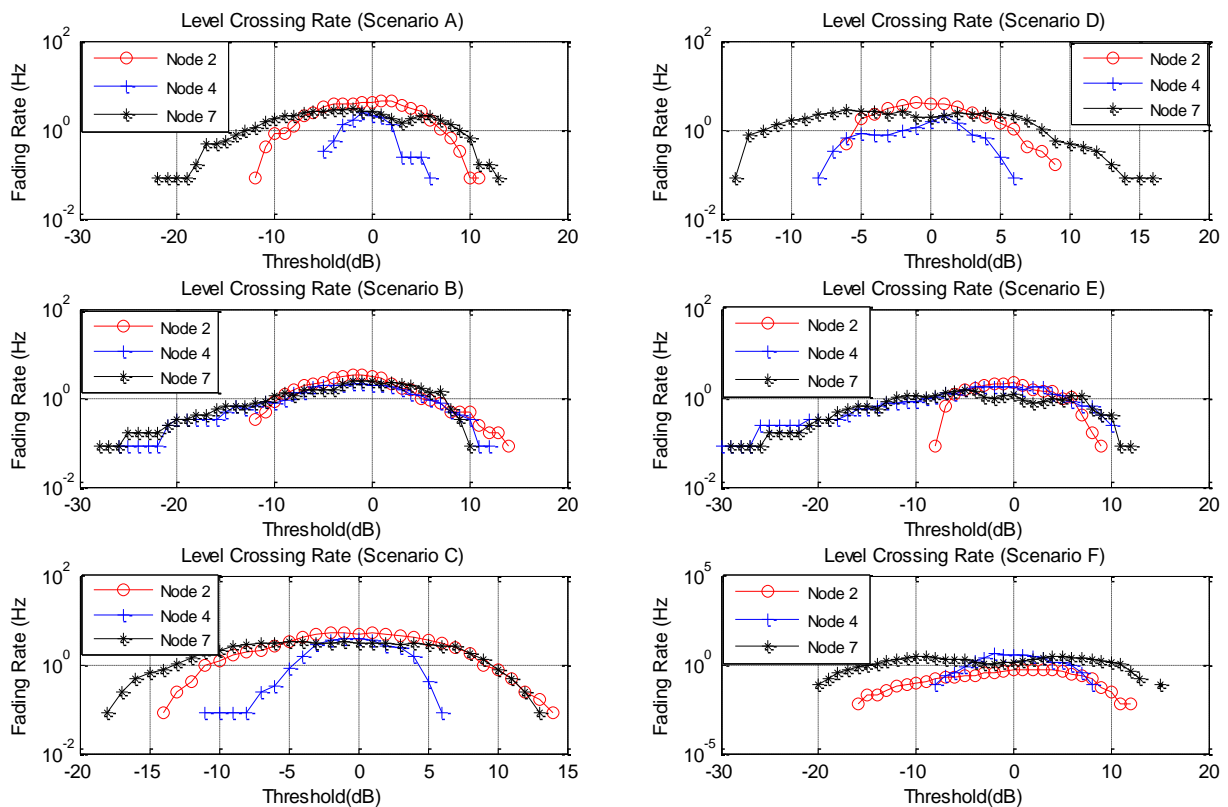 Level Crossing Rate (Scenario A)
Fading Rate (Hz
10^2
10^0
10^-2
Node 2
Node 4
Node 7
-30 -20 -10 0 10 20
Threshold(dB)
Level Crossing Rate (Scenario D)
Fading Rate (Hz
10^2
10^0
10^-2
Node 2
Node 4
Node 7
-15 -5 0 5 15 20
Threshold(dB)
Level Crossing Rate (Scenario B)
Fading Rate (Hz
10^2
10^0
10^-2
Node 2
Node 4
Node 7
-30 -20 -10 0 10 20
Threshold(dB)
Level Crossing Rate (Scenario E)
Fading Rate (Hz
10^2
10^0
10^-2
Node 2
Node 4
Node 7
-30 -20 -10 0 10 20
Threshold(dB)
Level Crossing Rate (Scenario C)
Fading Rate (Hz
10^2
10^0
10^-2
Node 2
Node 4
Node 7
-20 -15 -10 -5 0 5 10 15
Threshold(dB)
Level Crossing Rate (Scenario F)
Fading Rate (Hz
10^5
10^0
10^-5
Node 2
Node 4
Node 7
-30 -20 -10 0 10 20
Threshold(dB)